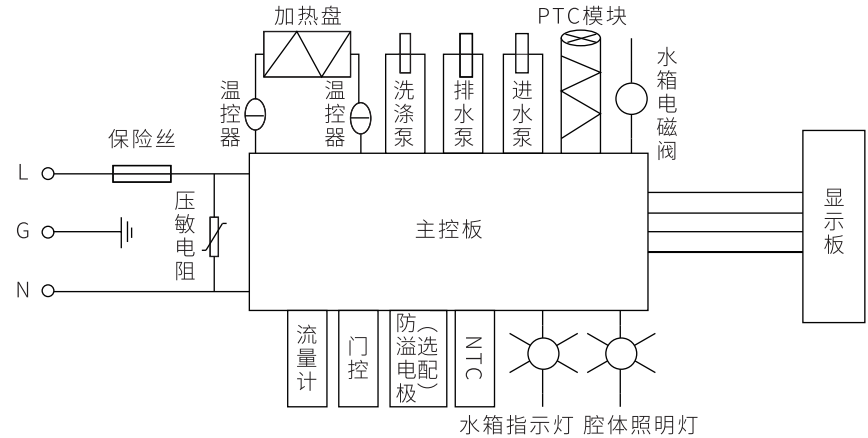 加热盘
PTC模块
温控器
温控器
洗涤泵
排水泵
进水泵
水箱电磁阀
保险丝
L
压敏电阻
G
N
主控板
显示板
流量计
门控
防溢电极
(选配)
NTC
水箱指示灯
腔体照明灯